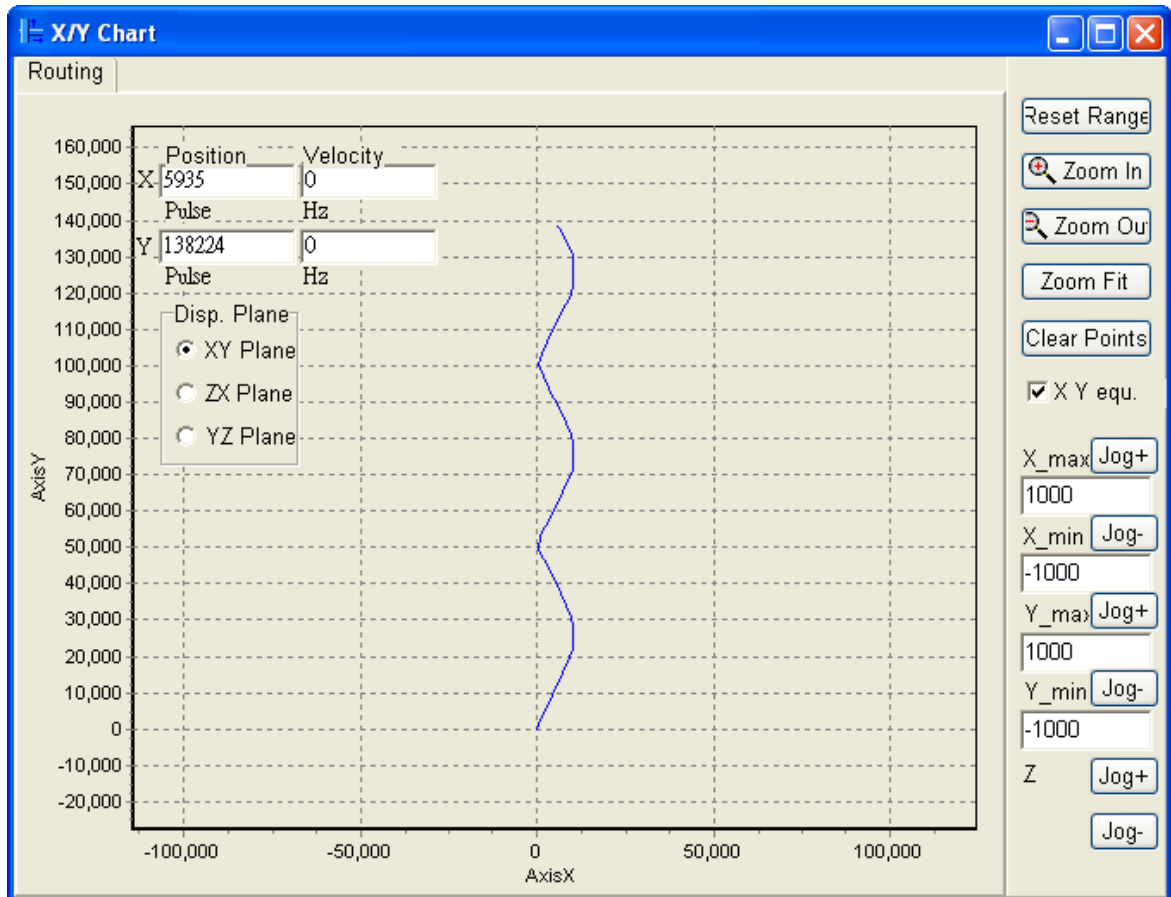 X/Y Chart
Routing
160,000
150,000
140,000
130,000
120,000
110,000
100,000
90,000
80,000
70,000
60,000
50,000
40,000
30,000
20,000
10,000
0
-10,000
-20,000
AxisY
Position Velocity
X 5935 0
Pulse Hz
Y 138224 0
Pulse Hz
Disp. Plane
XY Plane
ZX Plane
YZ Plane
-100,000 -50,000 0 50,000 100,000
AxisX
Reset Range
Zoom In
Zoom Ou
Zoom Fit
Clear Points
X Y equ.
X_max Jog+
1000
X_min Jog-
-1000
Y_max Jog+
1000
Y_min Jog-
-1000
Z Jog+
Jog-